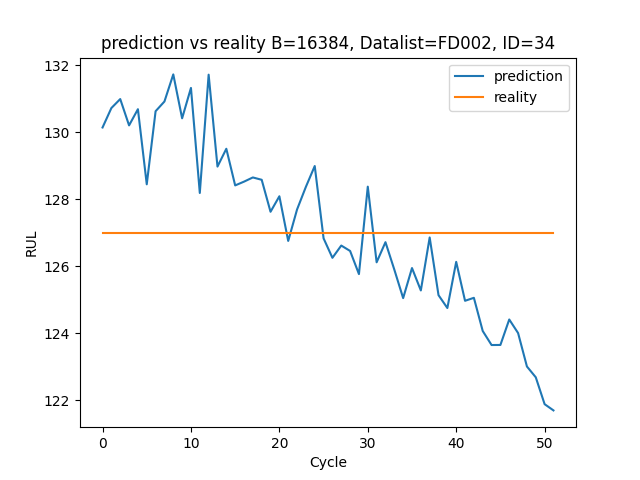 prediction vs reality B=16384, Datalist=FD002, ID=34
prediction
reality
RUL
132
130
128
126
124
122
0 10 20 30 40 50
Cycle